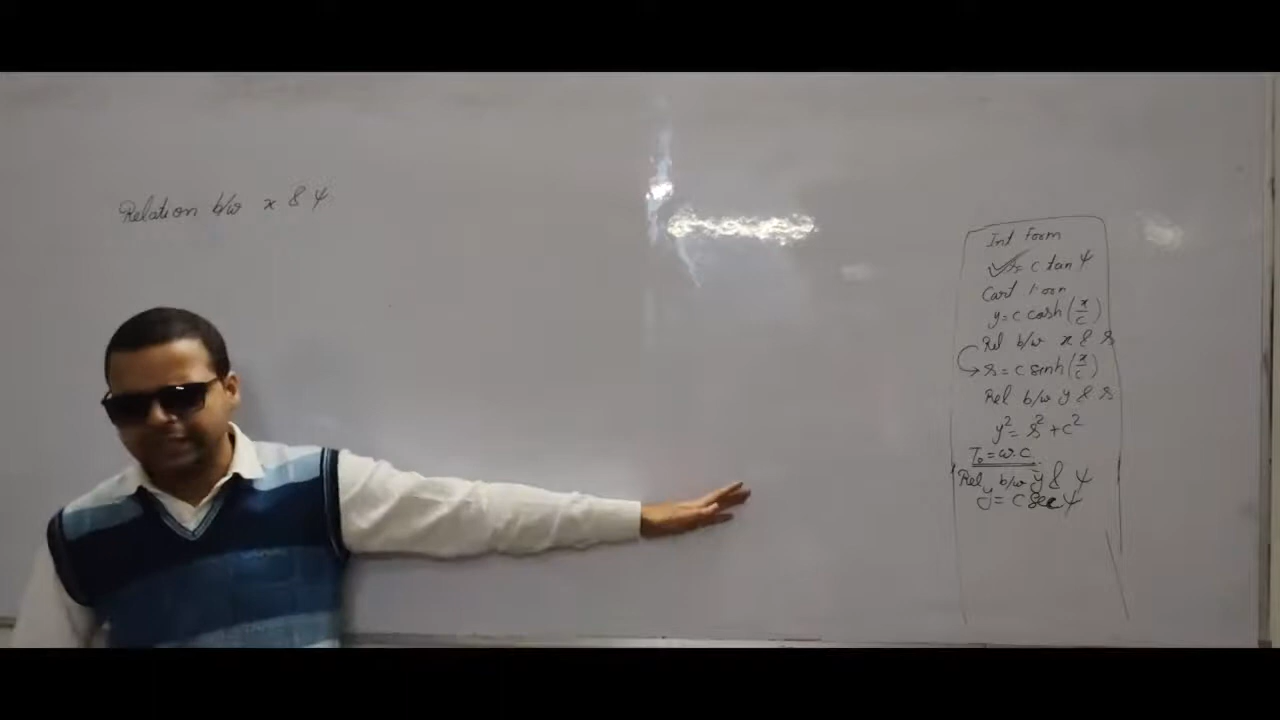 Relation b/w x & ψ
Int Form
s = c tan ψ
Cart Form
y = c cosh (x/c)
Rel b/w x & s
→ s = c sinh (x/c)
Rel b/w y & s
y² = s² + c²
T₀ = w.c.
Rel b/w y & ψ
y = c sec ψ